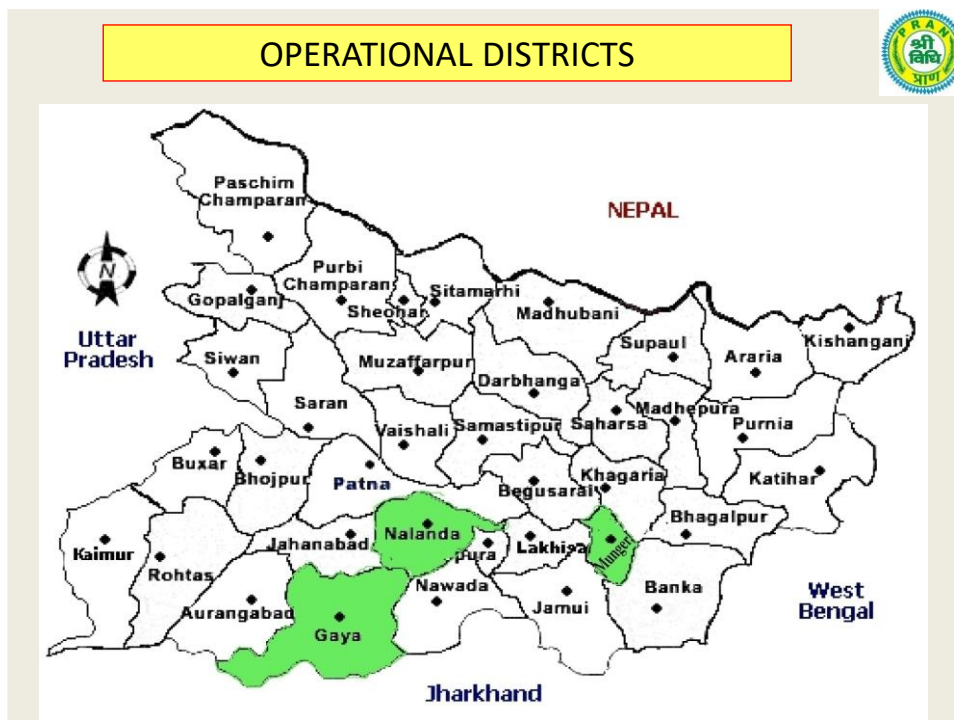 OPERATIONAL DISTRICTS
PRAN
श्री
विधि
प्राण
Paschim
Champaran
NEPAL
N
Purbi
Champaran
Gopalganj
Sheohar
Sitamarhi
Madhubani
Uttar
Pradesh
Siwan
Muzaffarpur
Supaul
Araria
Kishanganj
Darbhanga
Saran
Madhepura
Vaishali
Samastipur
Saharsa
Purnia
Buxar
Bhojpur
Patna
Begusarai
Khagaria
Katihar
Nalanda
Bhagalpur
Kaimur
Jahanabad
pura
Lakhisa
Munger
Rohtas
Nawada
Banka
West
Bengal
Aurangabad
Jamui
Gaya
Jharkhand